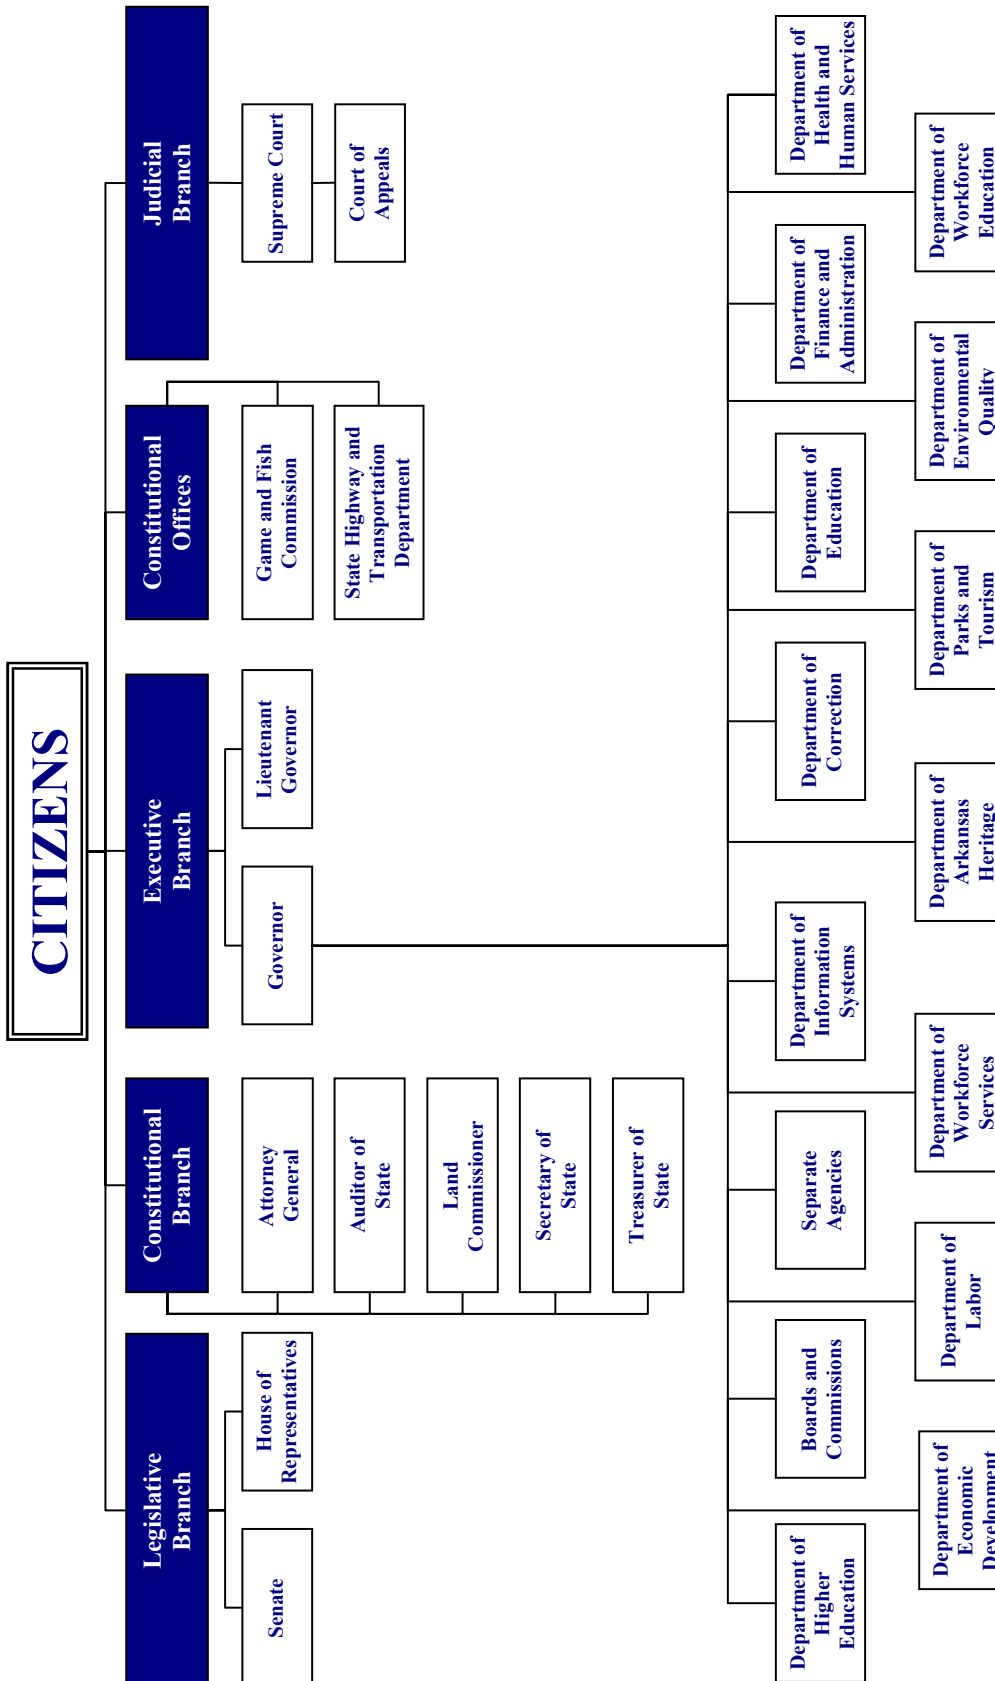 CITIZENS
Legislative
Branch
Constitutional
Branch
Executive
Branch
Constitutional
Offices
Judicial
Branch
Senate
House of
Representatives
Attorney
General
Auditor of
State
Land
Commissioner
Secretary of
State
Treasurer of
State
Governor
Lieutenant
Governor
Game and Fish
Commission
State Highway and
Transportation
Department
Supreme Court
Court of
Appeals
Department of
Higher
Education
Boards and
Commissions
Separate
Agencies
Department of
Information
Systems
Department of
Correction
Department of
Education
Department of
Finance and
Administration
Department of
Health and
Human Services
Department of
Economic
Development
Department of
Labor
Department of
Workforce
Services
Department of
Arkansas
Heritage
Department of
Parks and
Tourism
Department of
Environmental
Quality
Department of
Workforce
Education